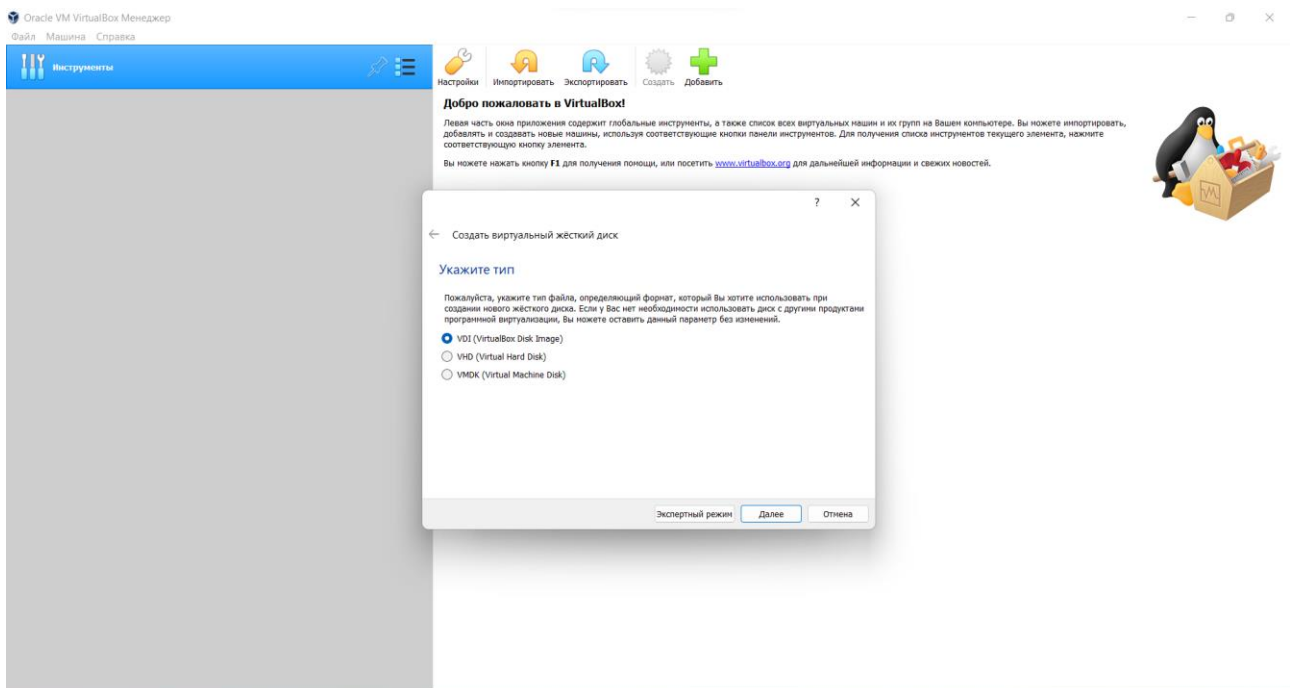 Oracle VM VirtualBox Менеджер
Файл Машина Справка
Инструменты
Настройки Импортировать Экспортировать Создать Добавить
Добро пожаловать в VirtualBox!
Левая часть окна приложения содержит глобальные инструменты, а также список всех виртуальных машин и их групп на Вашем компьютере. Вы можете импортировать,
добавлять и создавать новые машины, используя соответствующие кнопки панели инструментов. Для получения списка инструментов текущего элемента, нажмите
соответствующую кнопку элемента.
Вы можете нажать кнопку F1 для получения помощи, или посетить www.virtualbox.org для дальнейшей информации и свежих новостей.
?
Создать виртуальный жёсткий диск
Укажите тип
Пожалуйста, укажите тип файла, определяющий формат, который Вы хотите использовать при
создании нового жёсткого диска. Если у Вас нет необходимости использовать диск с другими продуктами
программной виртуализации, Вы можете оставить данный параметр без изменений.
VDI (VirtualBox Disk Image)
VHD (Virtual Hard Disk)
VMDK (Virtual Machine Disk)
Экспертный режим Далее Отмена